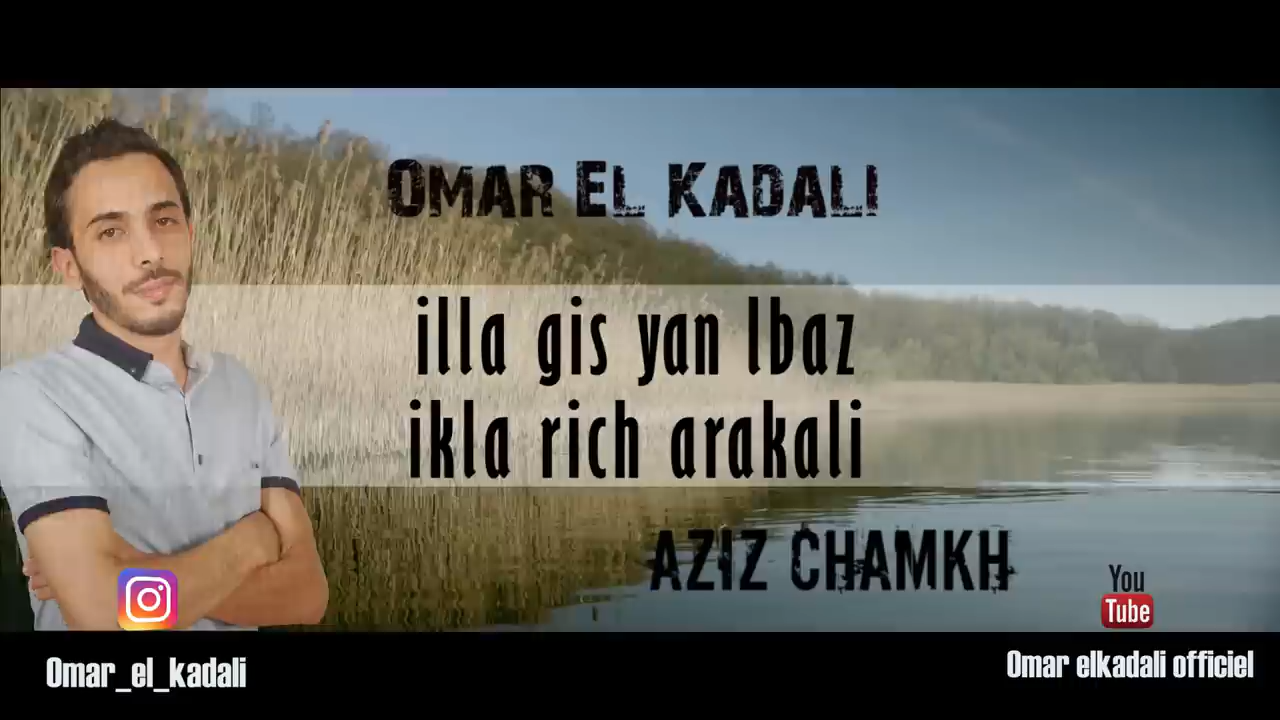 OMAR EL KADALI
illa gis yan lbaz
ikla rich arakali
AZIZ CHAMKH
You
Tube
Omar_el_kadali
Omar elkadali officiel